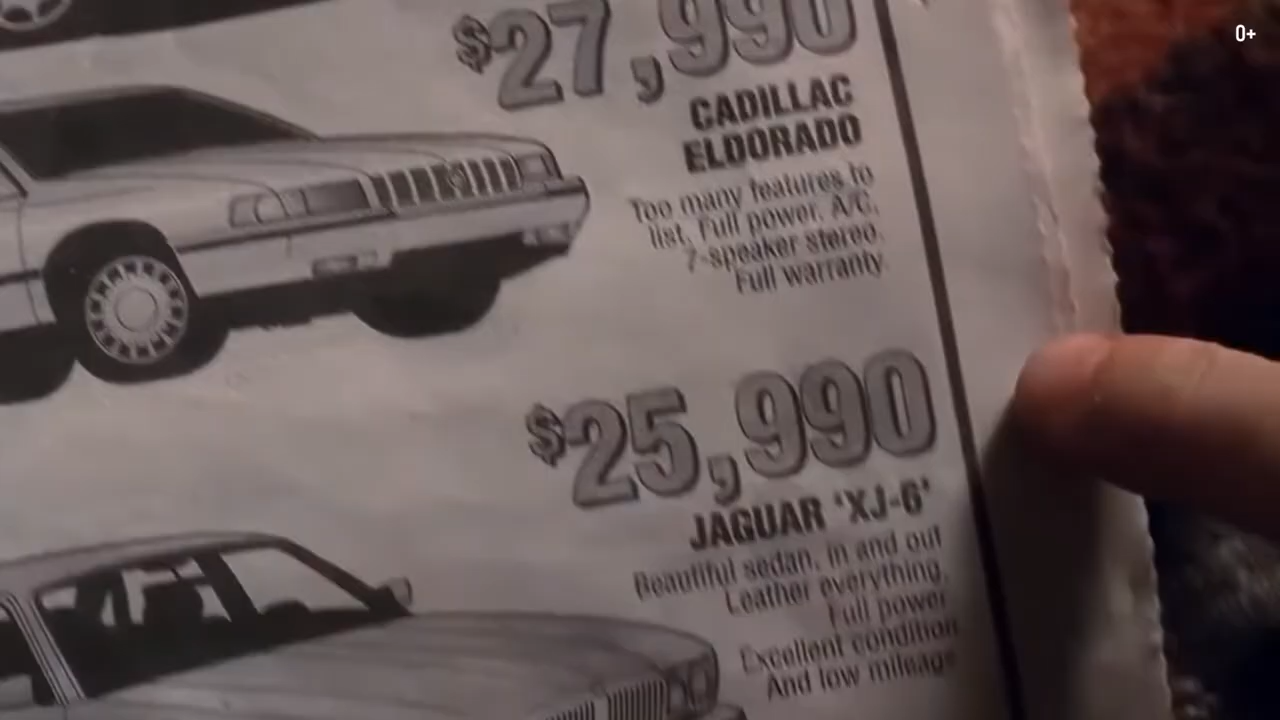 0+
$27,990
CADILLAC
ELDORADO
Too many features to
list. Full power. A/C.
7-speaker stereo.
Full warranty.
$25,990
JAGUAR 'XJ-6'
Beautiful sedan, in and out
Leather everything.
Full power
Excellent condition
And low mileage